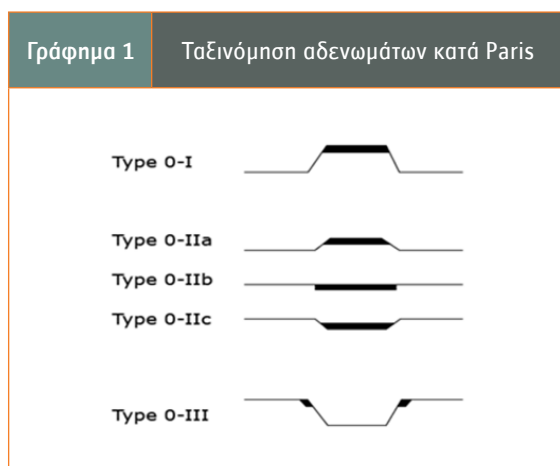 Γράφημα 1 Ταξινόμηση αδενωμάτων κατά Paris
Type 0-I
Type 0-IIa
Type 0-IIb
Type 0-IIc
Type 0-III